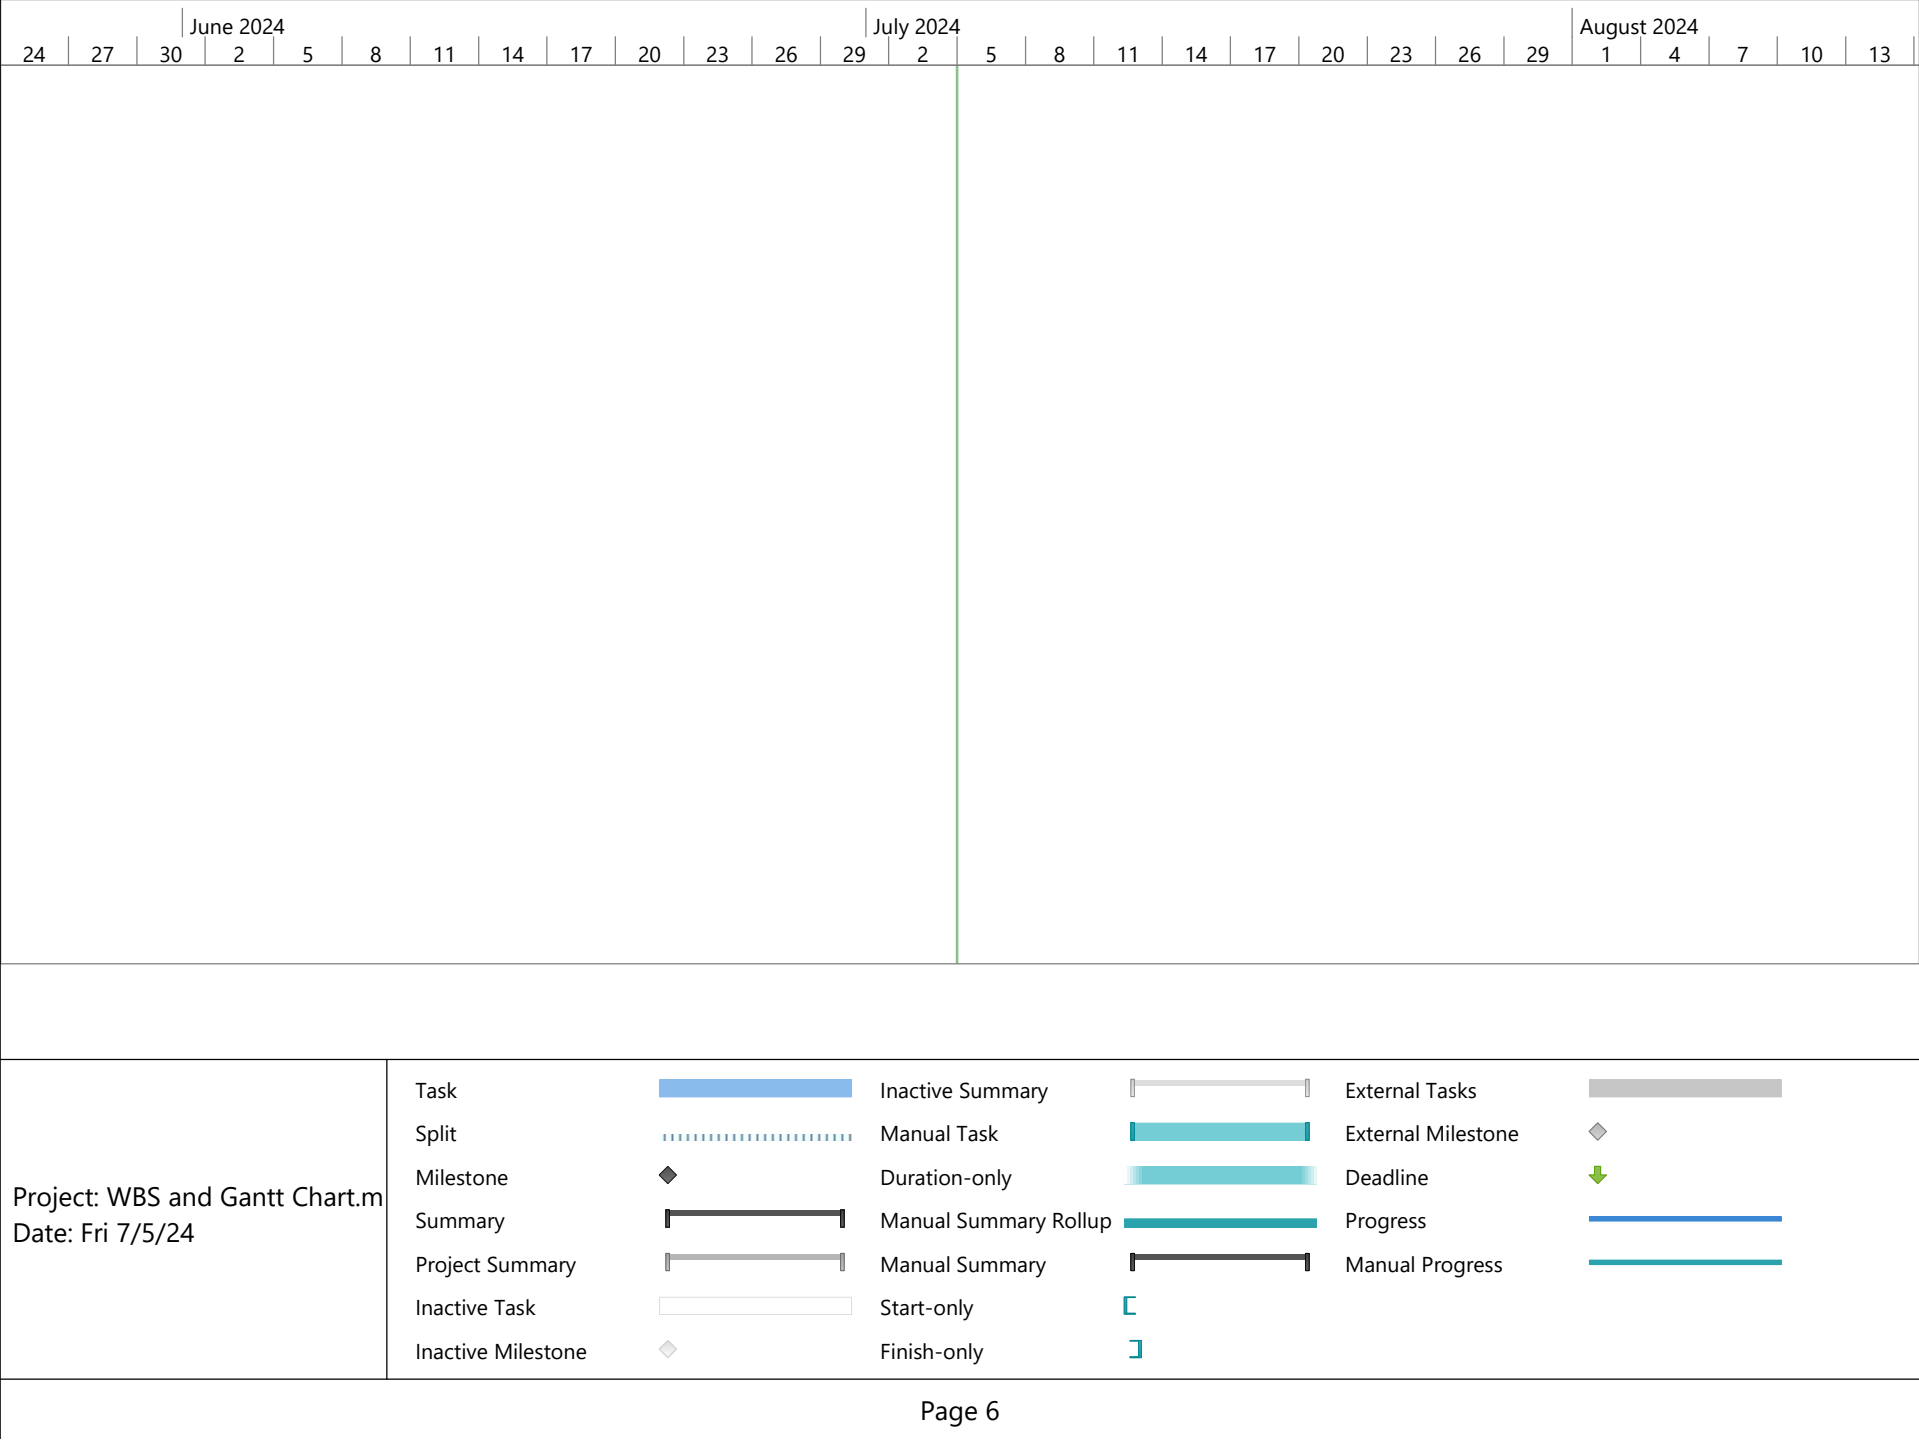 June 2024 July 2024 August 2024
24 27 30 2 5 8 11 14 17 20 23 26 29 2 5 8 11 14 17 20 23 26 29 1 4 7 10 13
Project: WBS and Gantt Chart.m
Date: Fri 7/5/24
Task
Split
Milestone
Summary
Project Summary
Inactive Task
Inactive Milestone
Inactive Summary
Manual Task
Duration-only
Manual Summary Rollup
Manual Summary
Start-only
Finish-only
External Tasks
External Milestone
Deadline
Progress
Manual Progress
Page 6